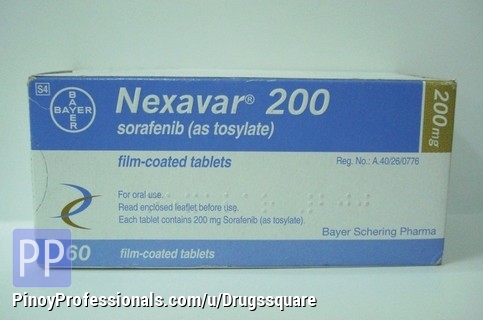 S4
BAYER
BAYER
Nexavar® 200
sorafenib (as tosylate)
200 mg
film-coated tablets
Reg. No.: A.40/26/0776
For oral use.
Read enclosed leaflet before use.
Each tablet contains 200 mg Sorafenib (as tosylate).
Bayer Schering Pharma
PP
60 film-coated tablets
PinoyProfessionals.com/u/Drugssquare